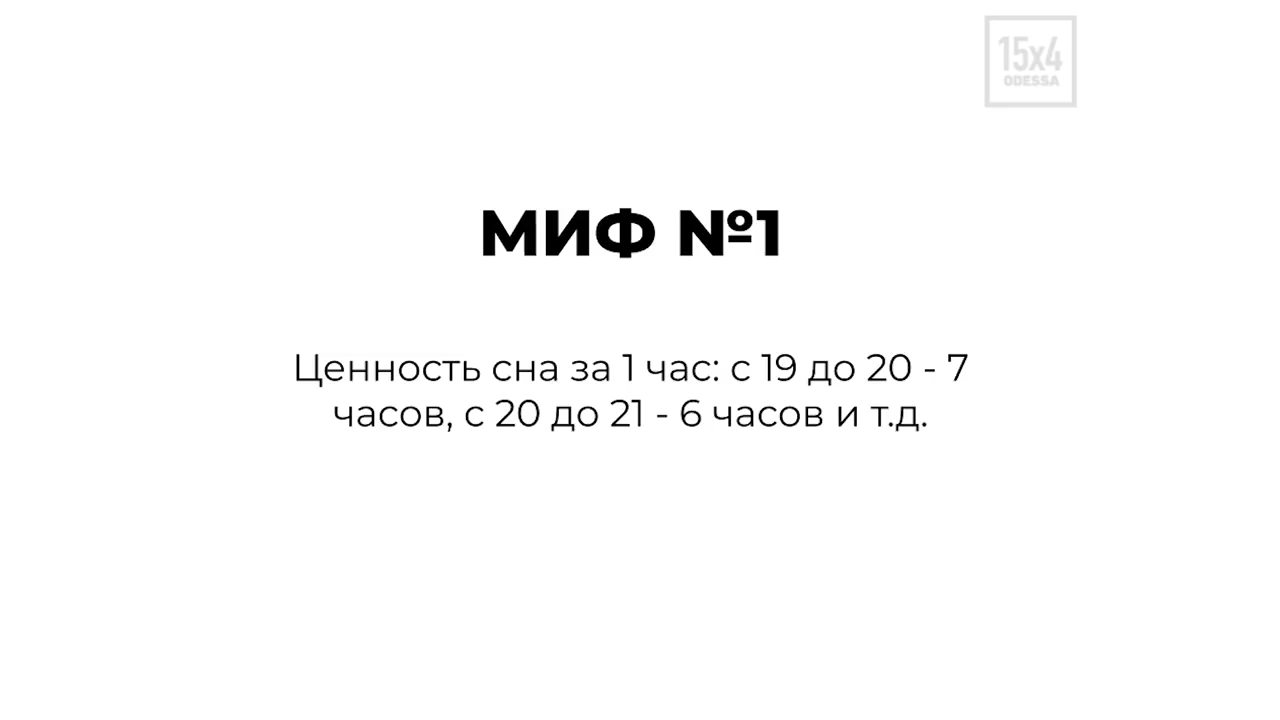 15x4
ODESSA
МИФ №1
Ценность сна за 1 час: с 19 до 20 - 7
часов, с 20 до 21 - 6 часов и т.д.